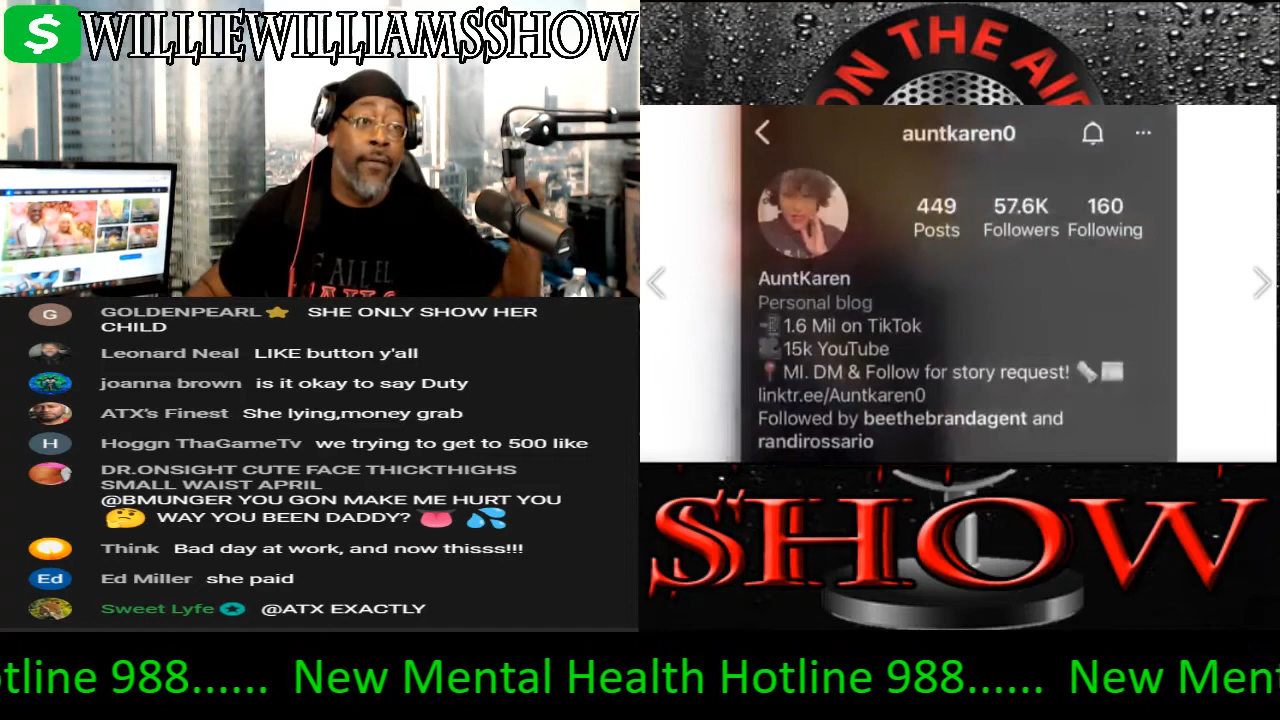 $ WILLIEWILLIAMSSHOW
ON THE AIR
auntkaren0
449 57.6K 160
Posts Followers Following
AuntKaren
Personal blog
1.6 Mil on TikTok
15k YouTube
MI. DM & Follow for story request!
linktr.ee/Auntkaren0
Followed by beethebrandagent and
randirossario
G GOLDENPEARL SHE ONLY SHOW HER
CHILD
Leonard Neal LIKE button y'all
joanna brown is it okay to say Duty
ATX's Finest She lying,money grab
H Hoggn ThaGameTv we trying to get to 500 like
DR.ONSIGHT CUTE FACE THICKTHIGHS
SMALL WAIST APRIL
@BMUNGER YOU GON MAKE ME HURT YOU
🤔 WAY YOU BEEN DADDY? 👅 💦
Think Bad day at work, and now thisss!!!
Ed Ed Miller she paid
Sweet Lyfe @ATX EXACTLY
SHOW
otline 988...... New Mental Health Hotline 988...... New Ment